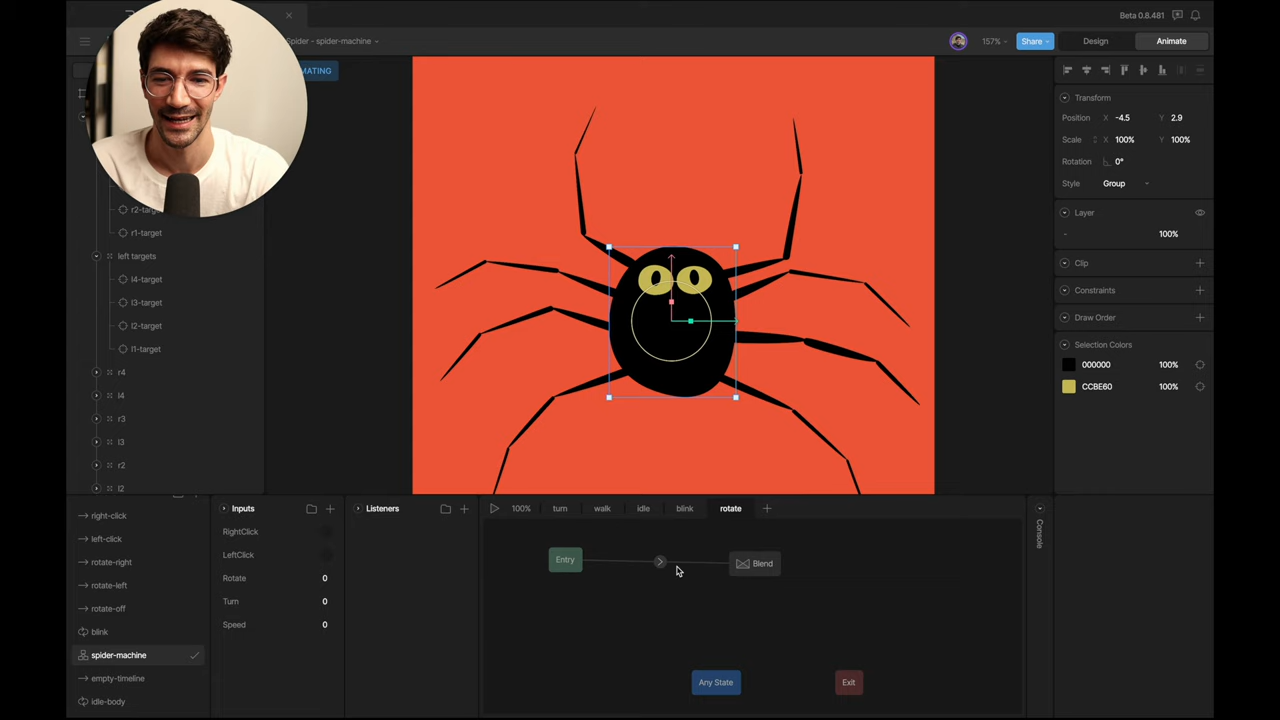 Beta 0.8.481
Spider - spider-machine
157%
Share
Design
Animate
MATING
Transform
Position X -4.5 Y 2.9
Scale X 100% Y 100%
Rotation 0°
Style Group
Layer
- 100%
Clip
Constraints
Draw Order
Selection Colors
000000 100%
CCBE60 100%
r2-target
r1-target
left targets
l4-target
l3-target
l2-target
l1-target
r4
l4
r3
l3
r2
l2
right-click
left-click
rotate-right
rotate-left
rotate-off
blink
spider-machine
empty-timeline
idle-body
Inputs
RightClick
LeftClick
Rotate 0
Turn 0
Speed 0
Listeners
100% turn walk idle blink rotate
Entry
Blend
Any State
Exit
Console